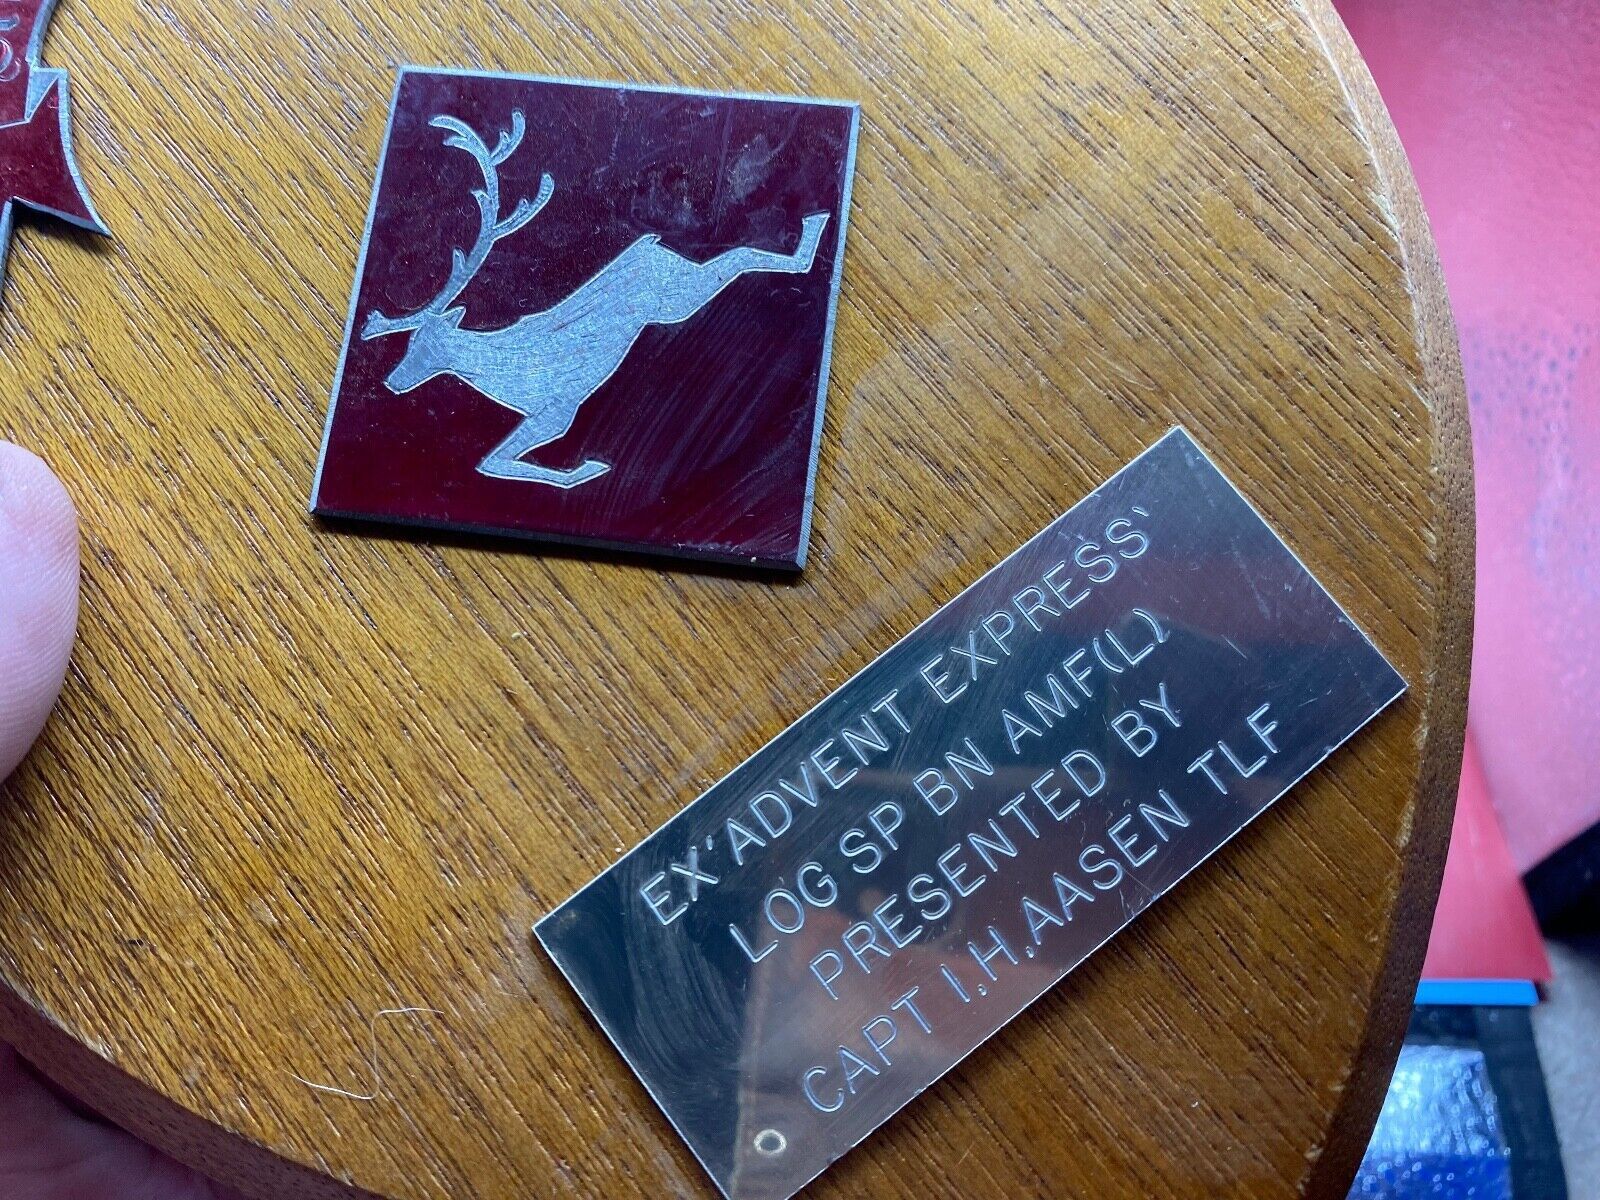 EX'ADVENT EXPRESS'
LOG SP BN AMF(L)
PRESENTED BY
CAPT I.H.AASEN TLF